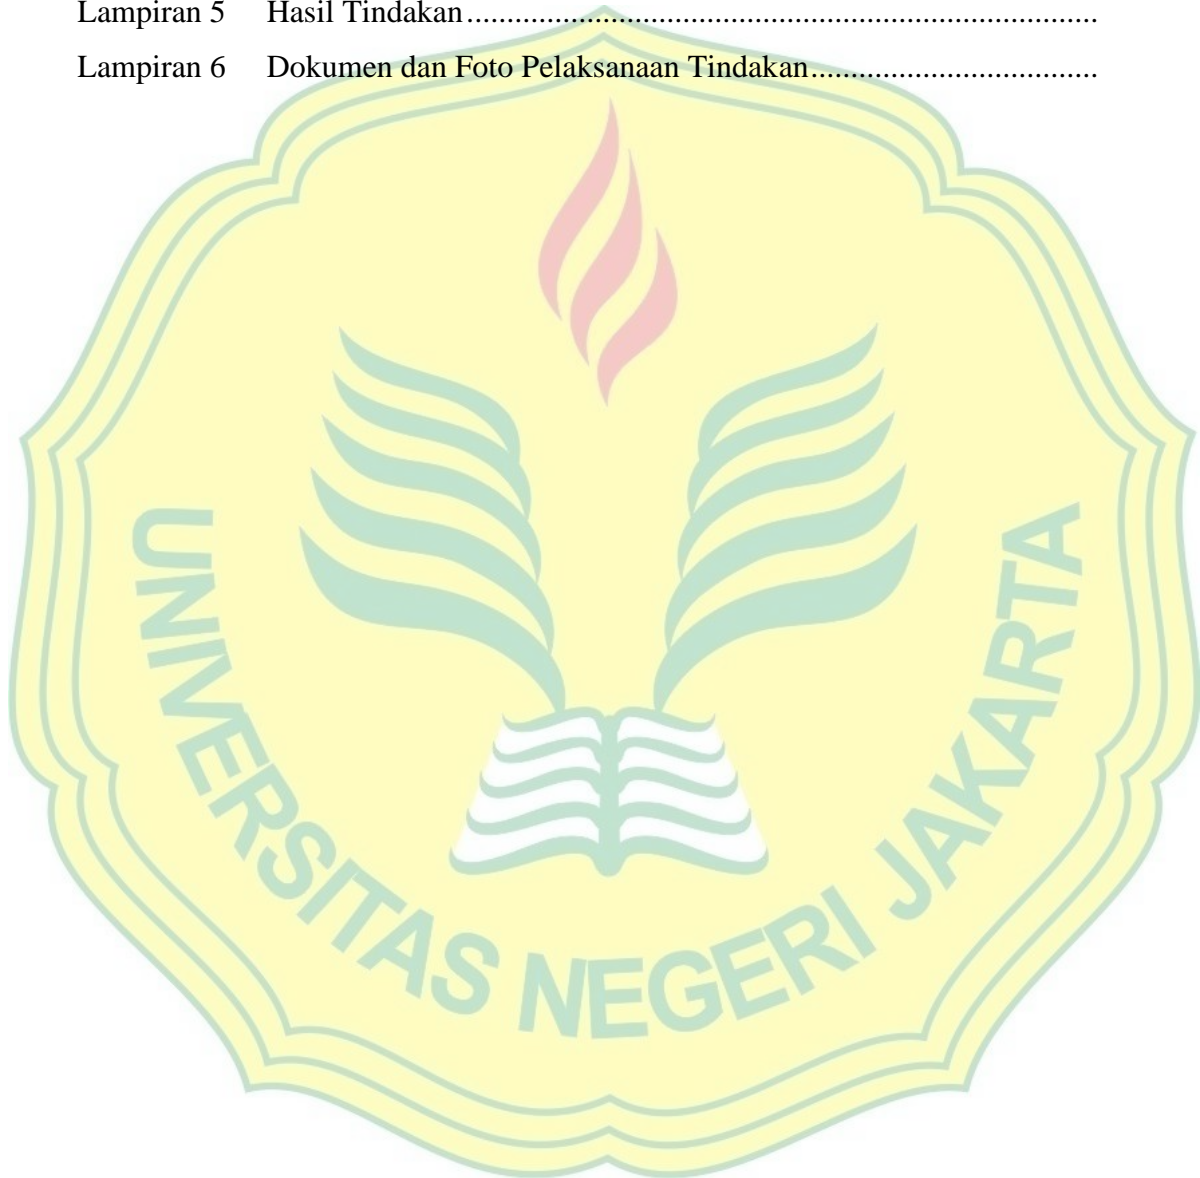 Lampiran 5 Hasil Tindakan...............................................................................
Lampiran 6 Dokumen dan Foto Pelaksanaan Tindakan....................................
UNIVERSITAS NEGERI JAKARTA